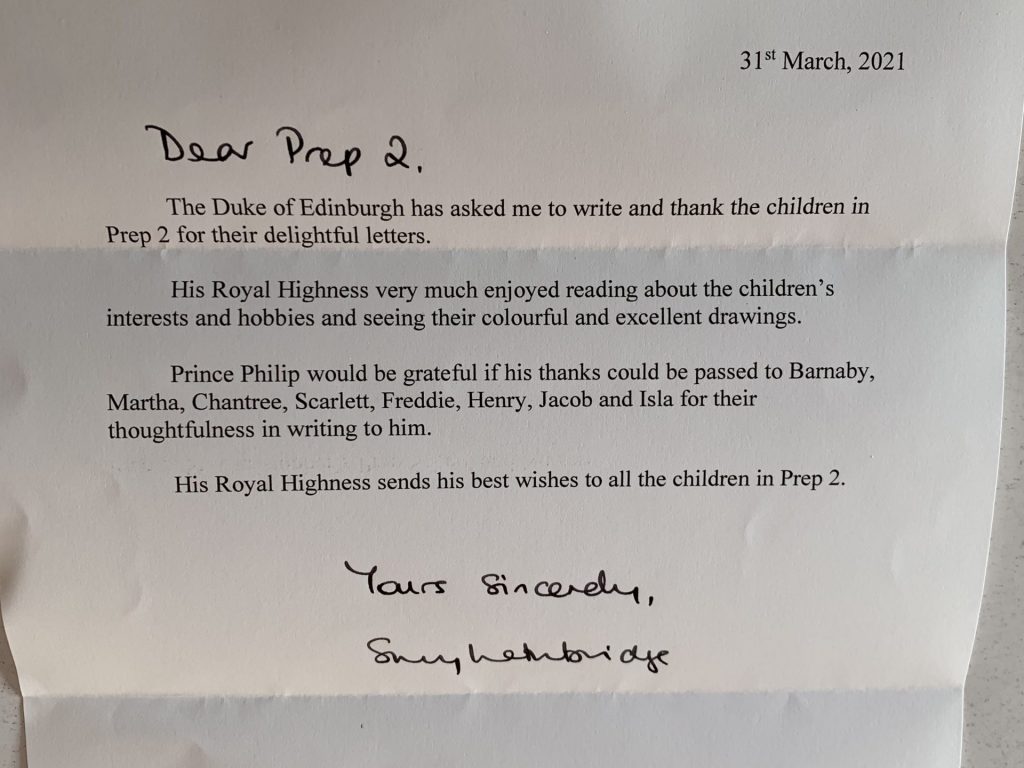 31st March, 2021
Dear Prep 2.
The Duke of Edinburgh has asked me to write and thank the children in
Prep 2 for their delightful letters.
His Royal Highness very much enjoyed reading about the children's
interests and hobbies and seeing their colourful and excellent drawings.
Prince Philip would be grateful if his thanks could be passed to Barnaby,
Martha, Chantree, Scarlett, Freddie, Henry, Jacob and Isla for their
thoughtfulness in writing to him.
His Royal Highness sends his best wishes to all the children in Prep 2.
Yours sincerely,